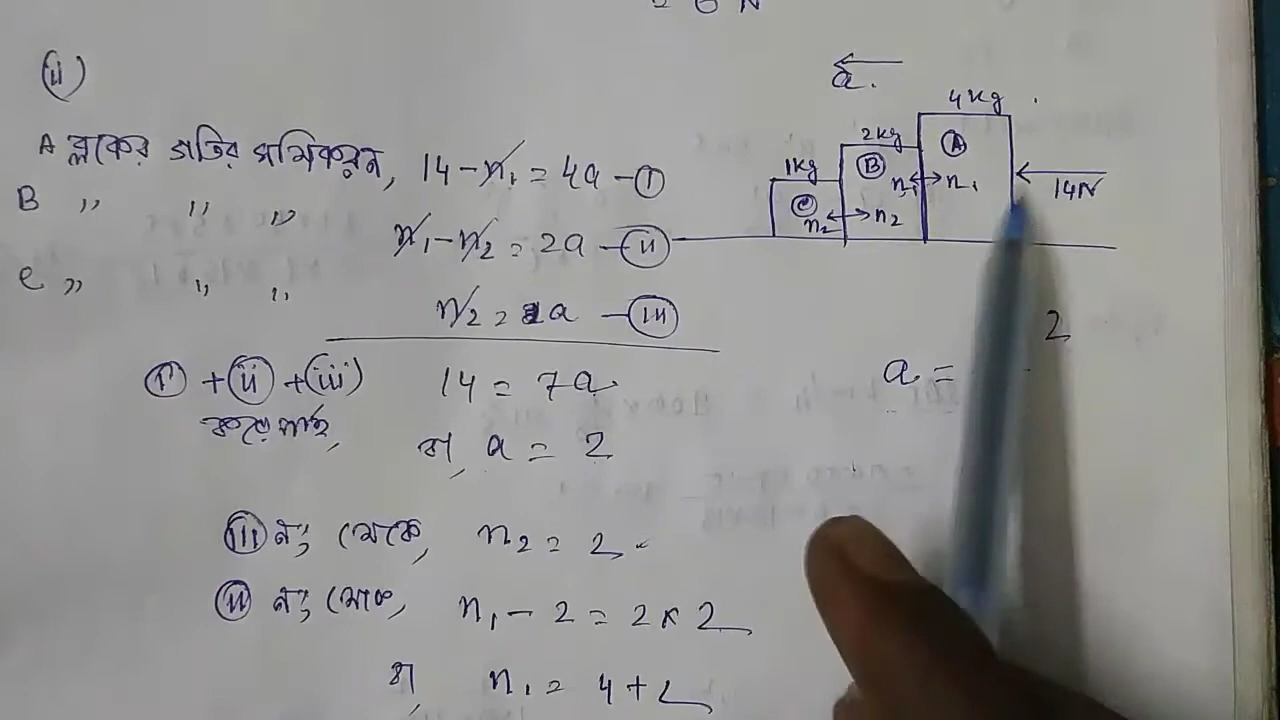 (ii)
A ব্লকের গতির সমিকরন, 14 - n₁ = 4a - (I)
B ,, ,, ,, n₁ - n₂ = 2a - (II)
C ,, ,, ,, n₂ = a - (III)
(I) + (ii) + (iii) 14 = 7a
করে পাই, বা, a = 2
(III) নং থেকে, n₂ = 2
(II) নং থেকে, n₁ - 2 = 2 × 2
বা, n₁ = 4 + 2
a.
4Kg
2Kg
1Kg
A
B
C
n₁ n₁
n₂ n₂
14N
a = 2